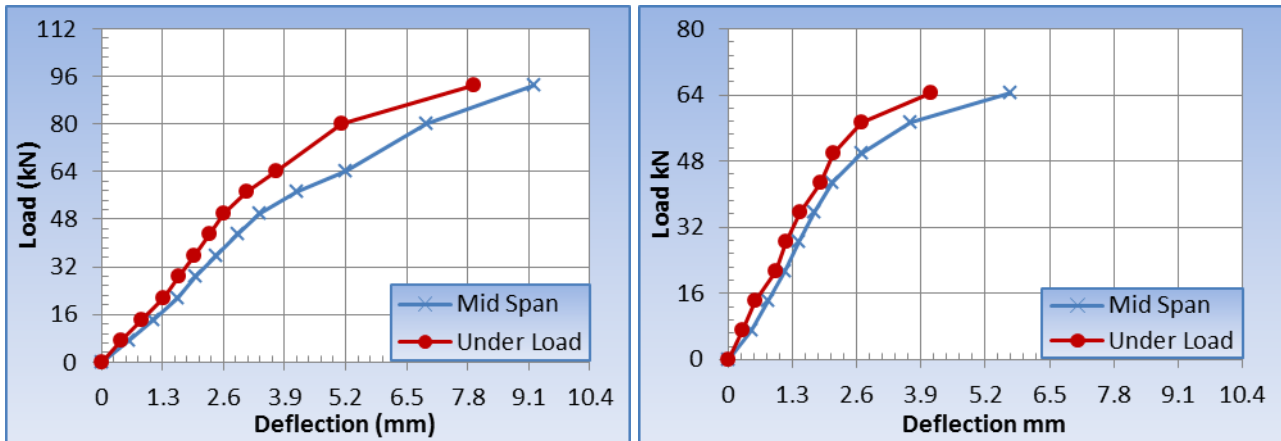 112
96
80
64
48
32
16
0
Load (kN)
Mid Span
Under Load
0 1.3 2.6 3.9 5.2 6.5 7.8 9.1 10.4
Deflection (mm)
80
64
48
32
16
0
Load kN
Mid Span
Under Load
0 1.3 2.6 3.9 5.2 6.5 7.8 9.1 10.4
Deflection mm